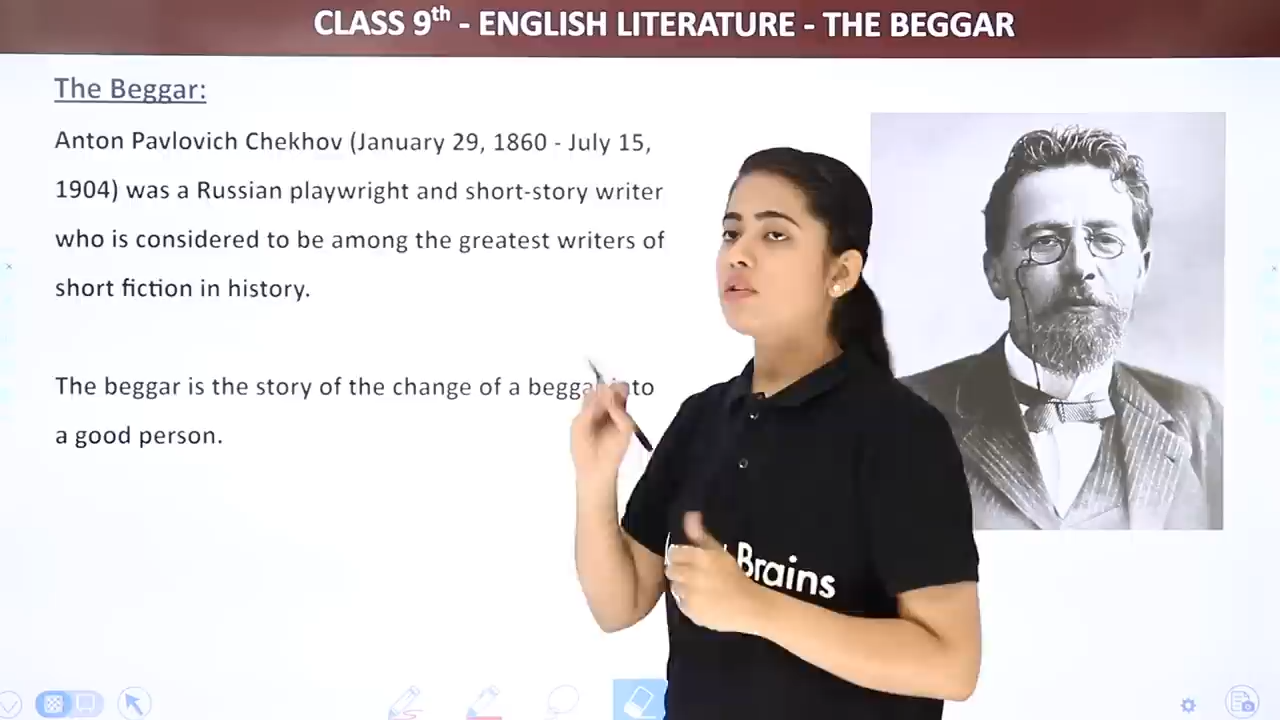 CLASS 9th - ENGLISH LITERATURE - THE BEGGAR
The Beggar:
Anton Pavlovich Chekhov (January 29, 1860 - July 15,
1904) was a Russian playwright and short-story writer
who is considered to be among the greatest writers of
short fiction in history.
The beggar is the story of the change of a beggar into
a good person.
Brains